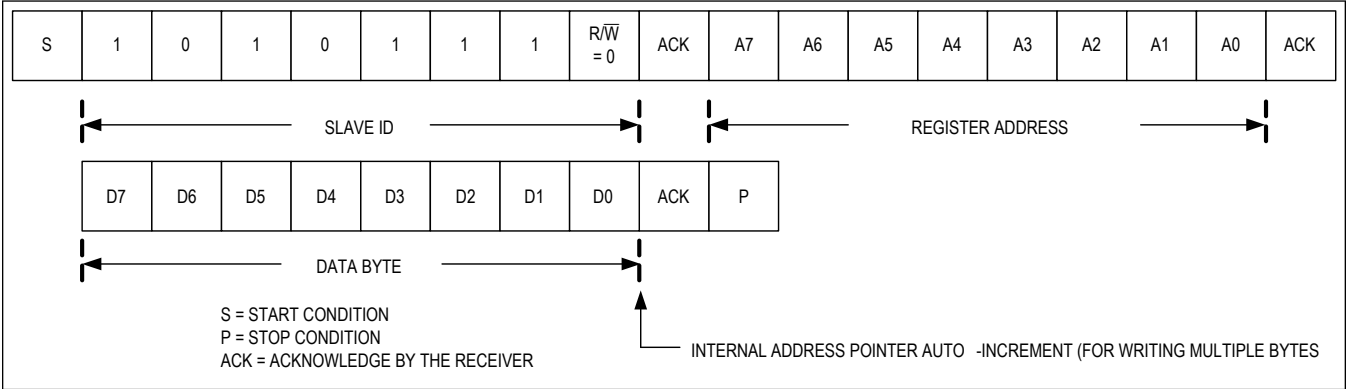 S 1 0 1 0 1 1 1 R/W̅ = 0 ACK A7 A6 A5 A4 A3 A2 A1 A0 ACK
SLAVE ID REGISTER ADDRESS
D7 D6 D5 D4 D3 D2 D1 D0 ACK P
DATA BYTE
S = START CONDITION
P = STOP CONDITION
ACK = ACKNOWLEDGE BY THE RECEIVER
INTERNAL ADDRESS POINTER AUTO -INCREMENT (FOR WRITING MULTIPLE BYTES